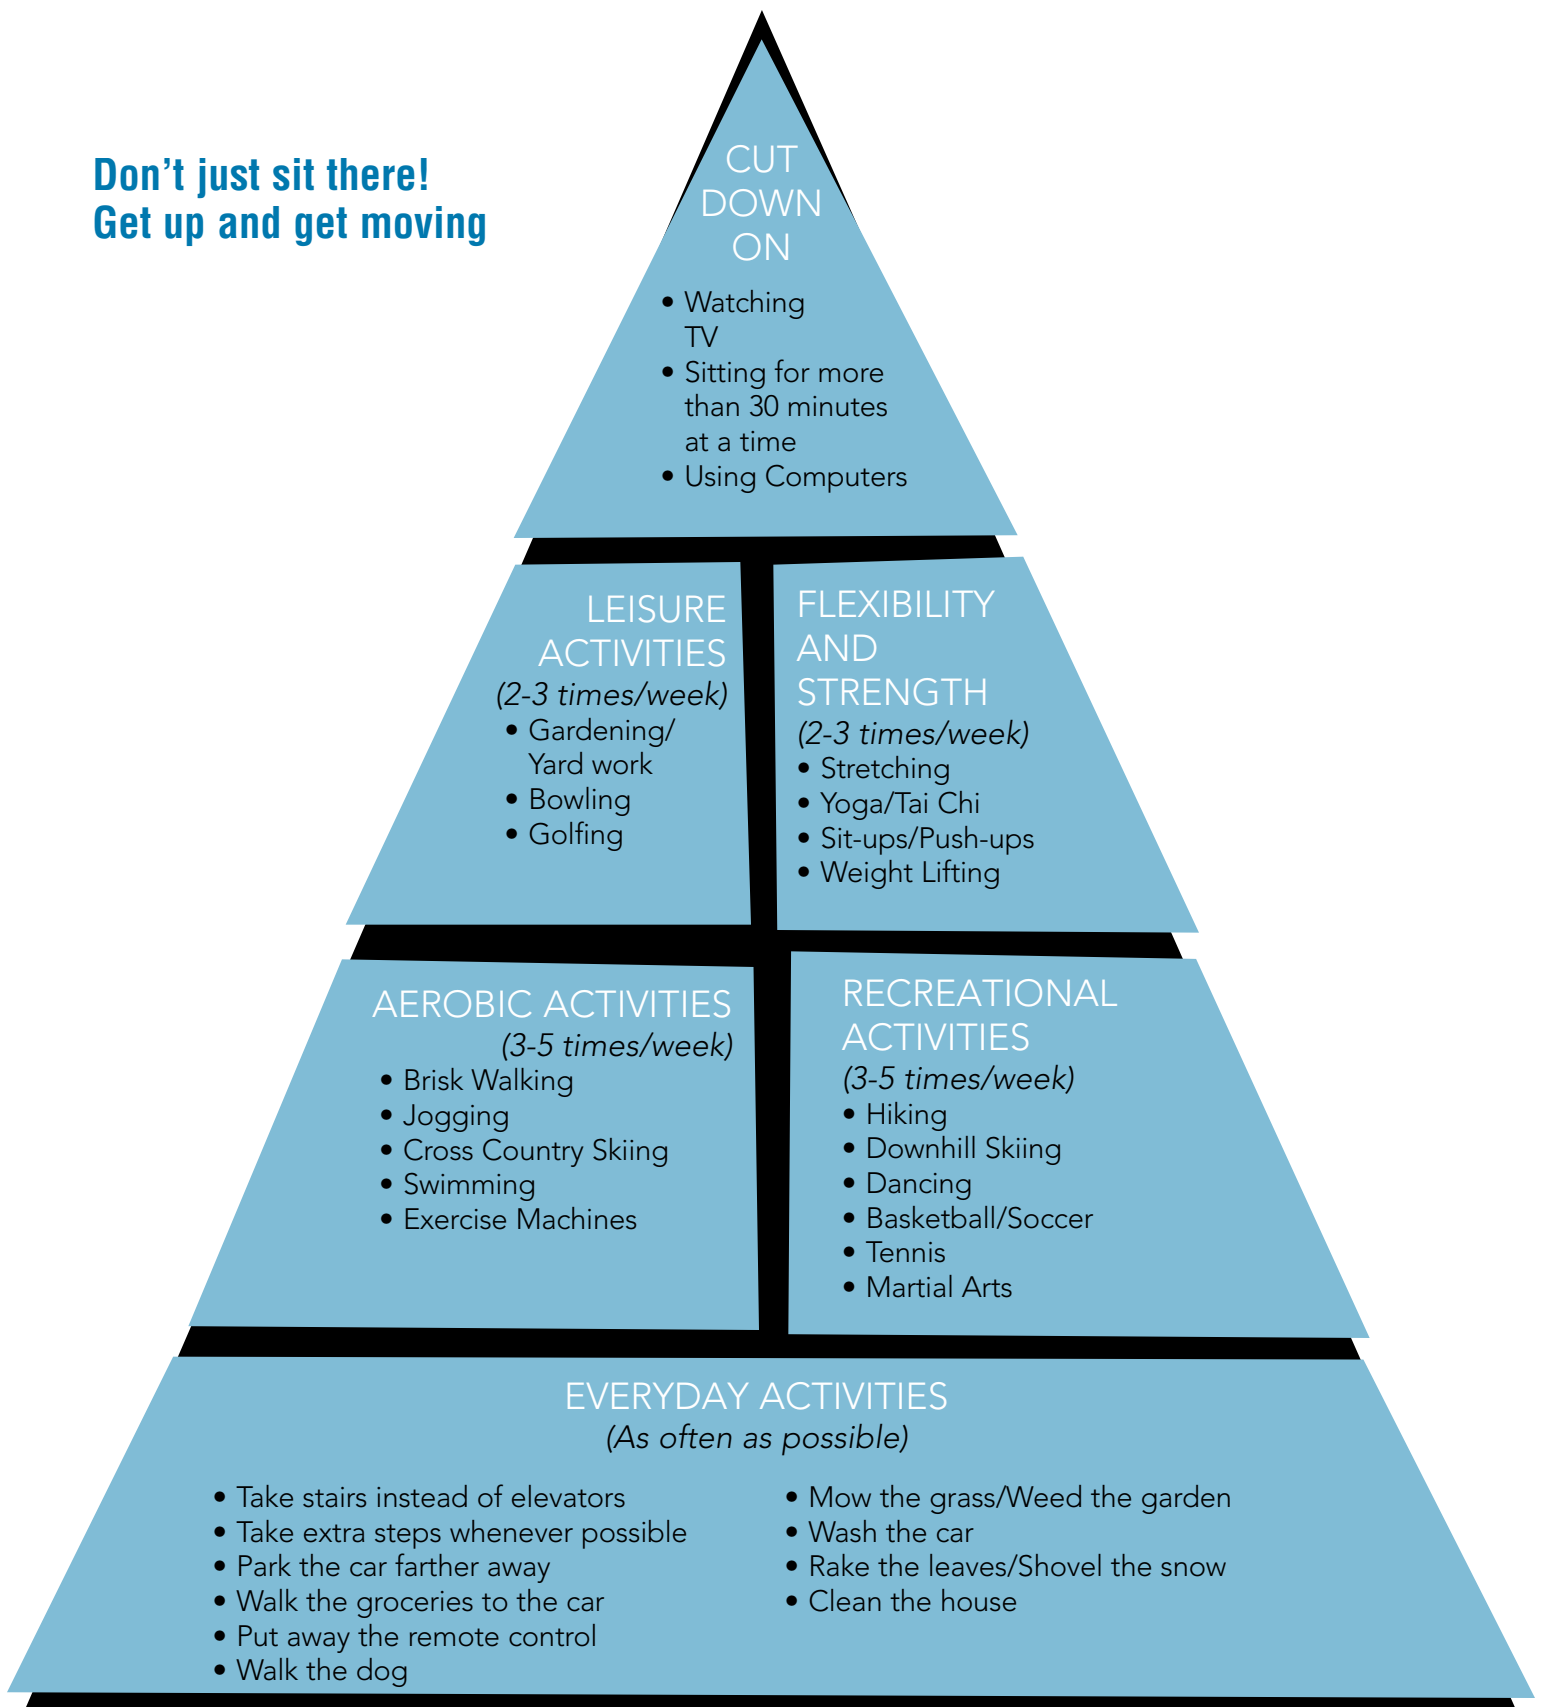 Don't just sit there!
Get up and get moving
CUT
DOWN
ON
• Watching
TV
• Sitting for more
than 30 minutes
at a time
• Using Computers
LEISURE
ACTIVITIES
(2-3 times/week)
• Gardening/
Yard work
• Bowling
• Golfing
FLEXIBILITY
AND
STRENGTH
(2-3 times/week)
• Stretching
• Yoga/Tai Chi
• Sit-ups/Push-ups
• Weight Lifting
AEROBIC ACTIVITIES
(3-5 times/week)
• Brisk Walking
• Jogging
• Cross Country Skiing
• Swimming
• Exercise Machines
RECREATIONAL
ACTIVITIES
(3-5 times/week)
• Hiking
• Downhill Skiing
• Dancing
• Basketball/Soccer
• Tennis
• Martial Arts
EVERYDAY ACTIVITIES
(As often as possible)
• Take stairs instead of elevators
• Take extra steps whenever possible
• Park the car farther away
• Walk the groceries to the car
• Put away the remote control
• Walk the dog
• Mow the grass/Weed the garden
• Wash the car
• Rake the leaves/Shovel the snow
• Clean the house